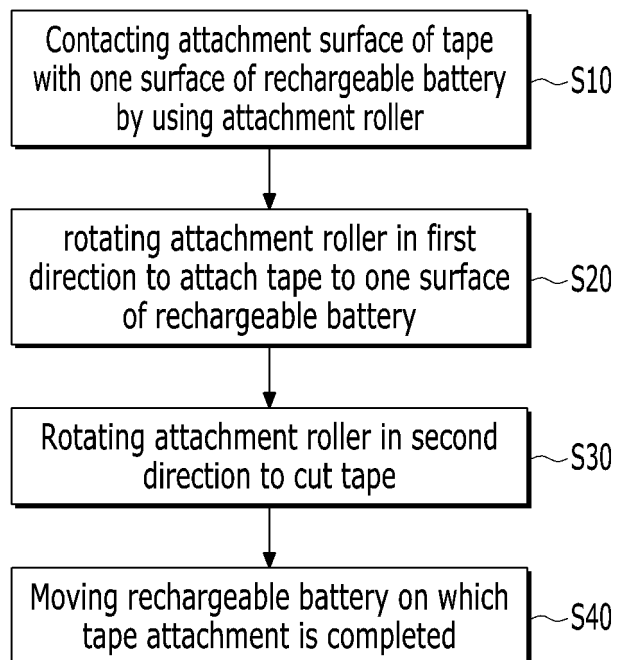 Contacting attachment surface of tape
with one surface of rechargeable battery
by using attachment roller
S10
rotating attachment roller in first
direction to attach tape to one surface
of rechargeable battery
S20
Rotating attachment roller in second
direction to cut tape
S30
Moving rechargeable battery on which
tape attachment is completed
S40